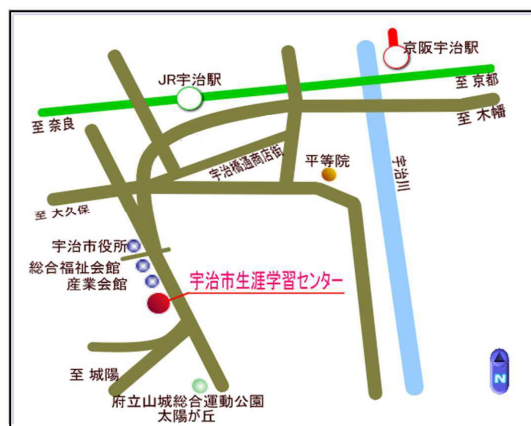 京阪宇治駅
JR宇治駅
至 京都
至 奈良
至 木幡
宇治橋通商店街
平等院
宇治川
至 大久保
宇治市役所
総合福祉会館
産業会館
宇治市生涯学習センター
至 城陽
府立山城総合運動公園
太陽が丘
N